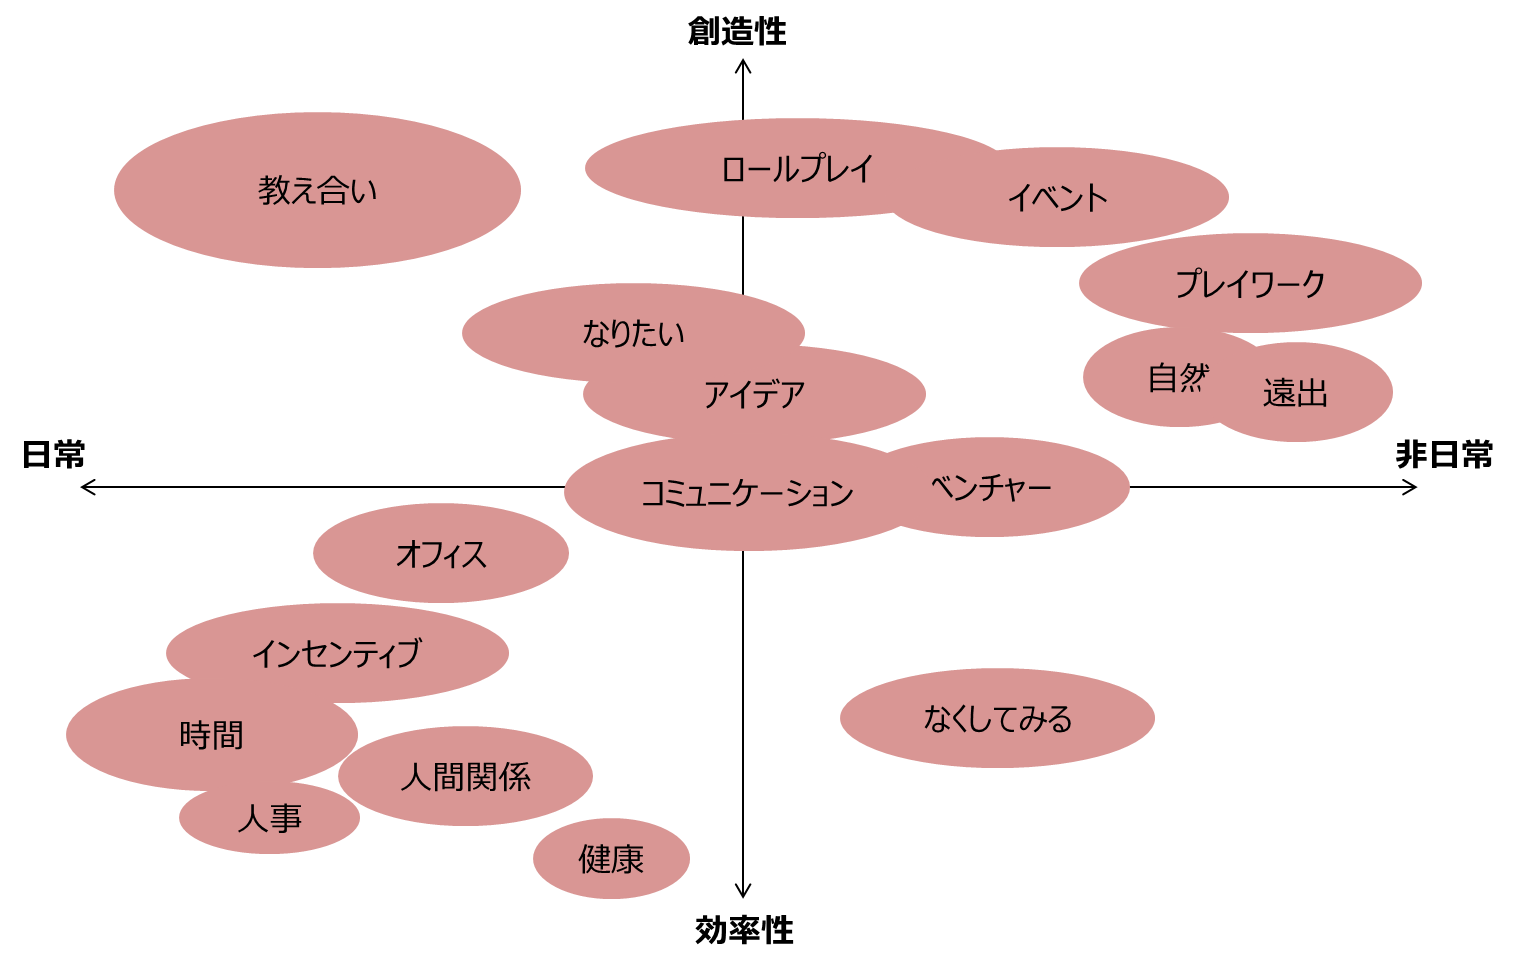 創造性
ロールプレイ
教え合い
イベント
プレイワーク
なりたい
自然
遠出
アイデア
日常
非日常
コミュニケーション
ベンチャー
オフィス
インセンティブ
なくしてみる
時間
人間関係
人事
健康
効率性